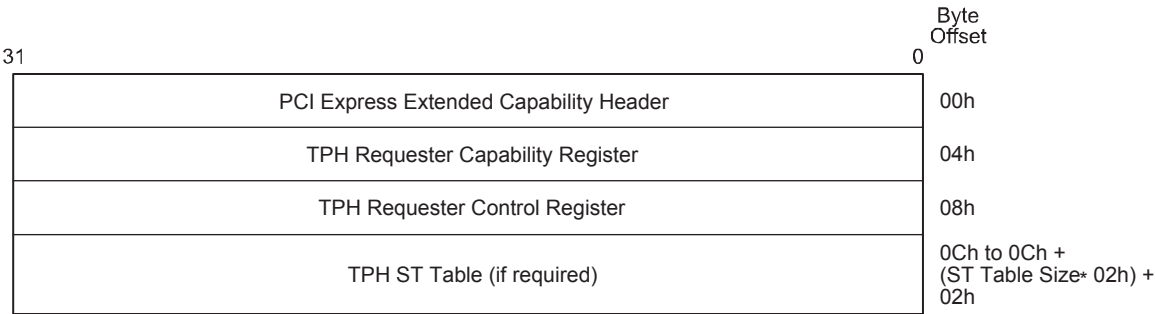 Byte
Offset
31
0
PCI Express Extended Capability Header
00h
TPH Requester Capability Register
04h
TPH Requester Control Register
08h
TPH ST Table (if required)
0Ch to 0Ch +
(ST Table Size* 02h) +
02h